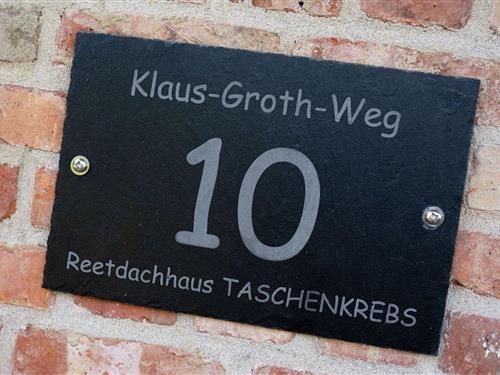 Klaus-Groth-Weg
10
Reetdachhaus TASCHENKREBS